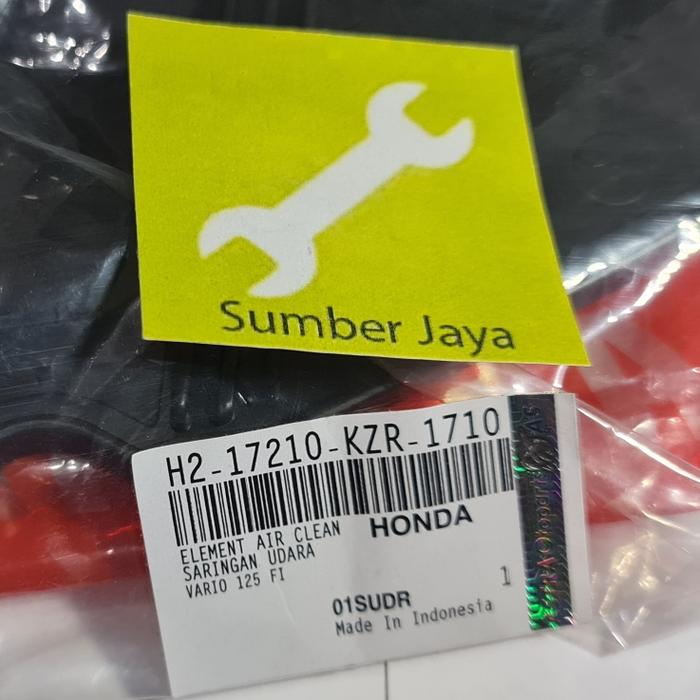 Sumber Jaya
H2-17210-KZR-1710
HONDA
ELEMENT AIR CLEAN
SARINGAN UDARA
VARIO 125 FI
1
01SUDR
Made In Indonesia